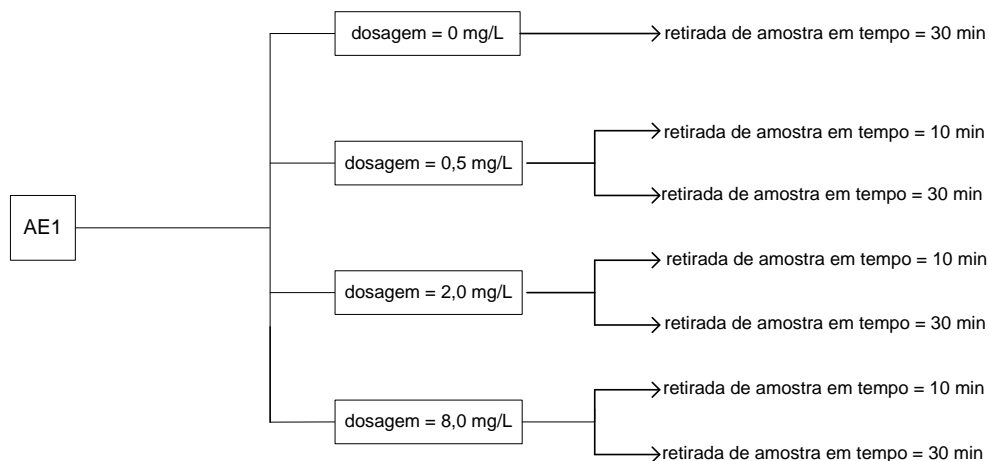 dosagem = 0 mg/L
retirada de amostra em tempo = 30 min
retirada de amostra em tempo = 10 min
dosagem = 0,5 mg/L
retirada de amostra em tempo = 30 min
AE1
retirada de amostra em tempo = 10 min
dosagem = 2,0 mg/L
retirada de amostra em tempo = 30 min
retirada de amostra em tempo = 10 min
dosagem = 8,0 mg/L
retirada de amostra em tempo = 30 min